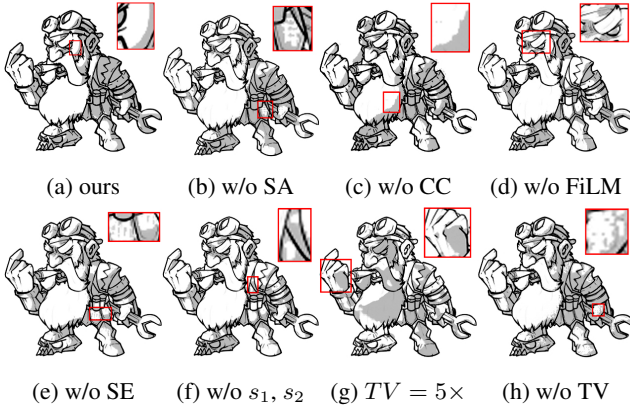 (a) ours (b) w/o SA (c) w/o CC (d) w/o FiLM
(e) w/o SE (f) w/o s₁, s₂ (g) TV = 5× (h) w/o TV